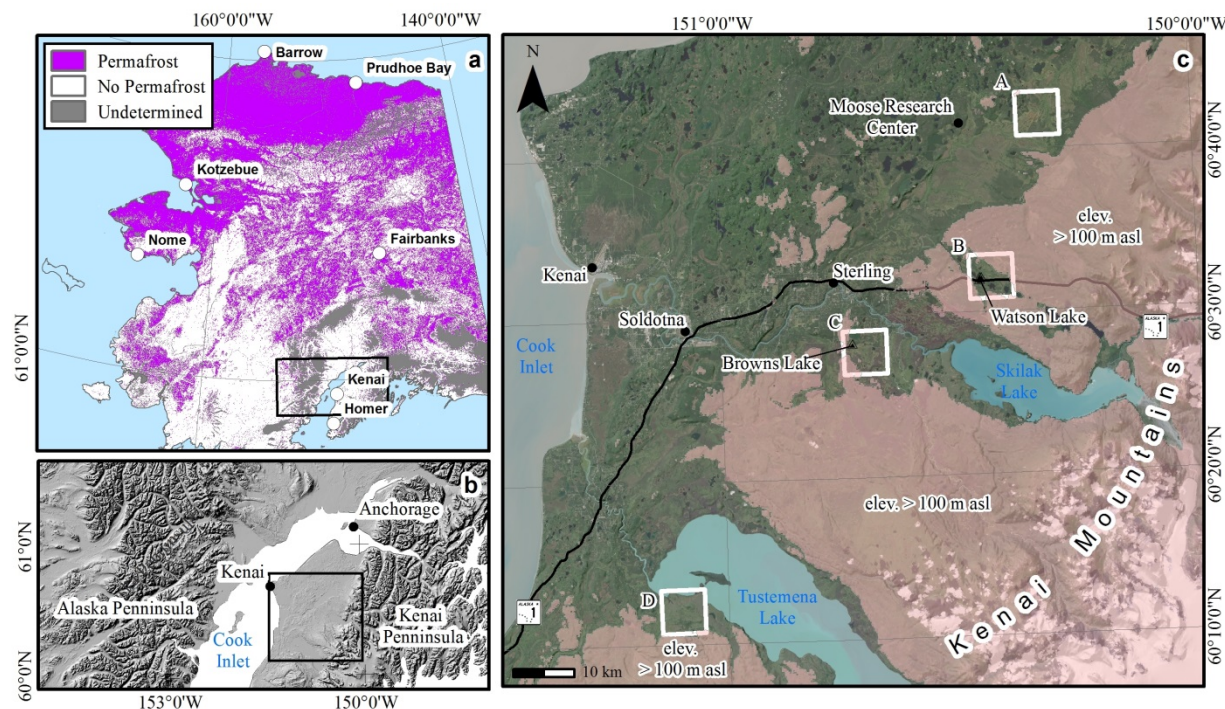 160°0'0"W
140°0'0"W
Permafrost
No Permafrost
Undetermined
a
Barrow
Prudhoe Bay
Kotzebue
Nome
Fairbanks
Kenai
Homer
61°0'0"N
b
Anchorage
Kenai
Alaska Penninsula
Cook
Inlet
Kenai
Penninsula
61°0'N
60°0'N
153°0'W
150°0'W
151°0'0"W
150°0'0"W
c
N
A
Moose Research
Center
elev.
> 100 m asl
B
Kenai
Sterling
Watson Lake
Soldotna
C
ALASKA
1
Browns Lake
Cook
Inlet
Skilak
Lake
elev. > 100 m asl
Kenai Mountains
D
Tustemena
Lake
ALASKA
1
elev.
> 100 m asl
10 km
60°40'0"N
60°30'0"N
60°20'0"N
60°10'0"N